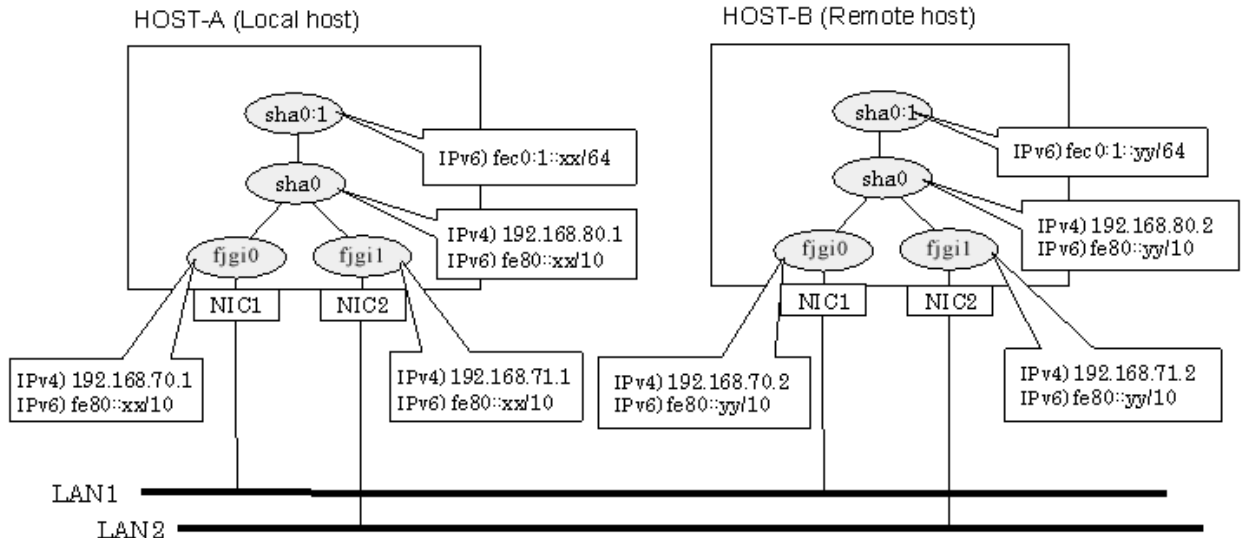 HOST-A (Local host)
HOST-B (Remote host)
sha0:1
IPv6) fec0:1::xx/64
sha0
IPv4) 192.168.80.1
IPv6) fe80::xx/10
fjgi0
fjgi1
NIC1
NIC2
IPv4) 192.168.70.1
IPv6) fe80::xx/10
IPv4) 192.168.71.1
IPv6) fe80::xx/10
sha0:1
IPv6) fec0:1::yy/64
sha0
IPv4) 192.168.80.2
IPv6) fe80::yy/10
fjgi0
fjgi1
NIC1
NIC2
IPv4) 192.168.70.2
IPv6) fe80::yy/10
IPv4) 192.168.71.2
IPv6) fe80::yy/10
LAN1
LAN2